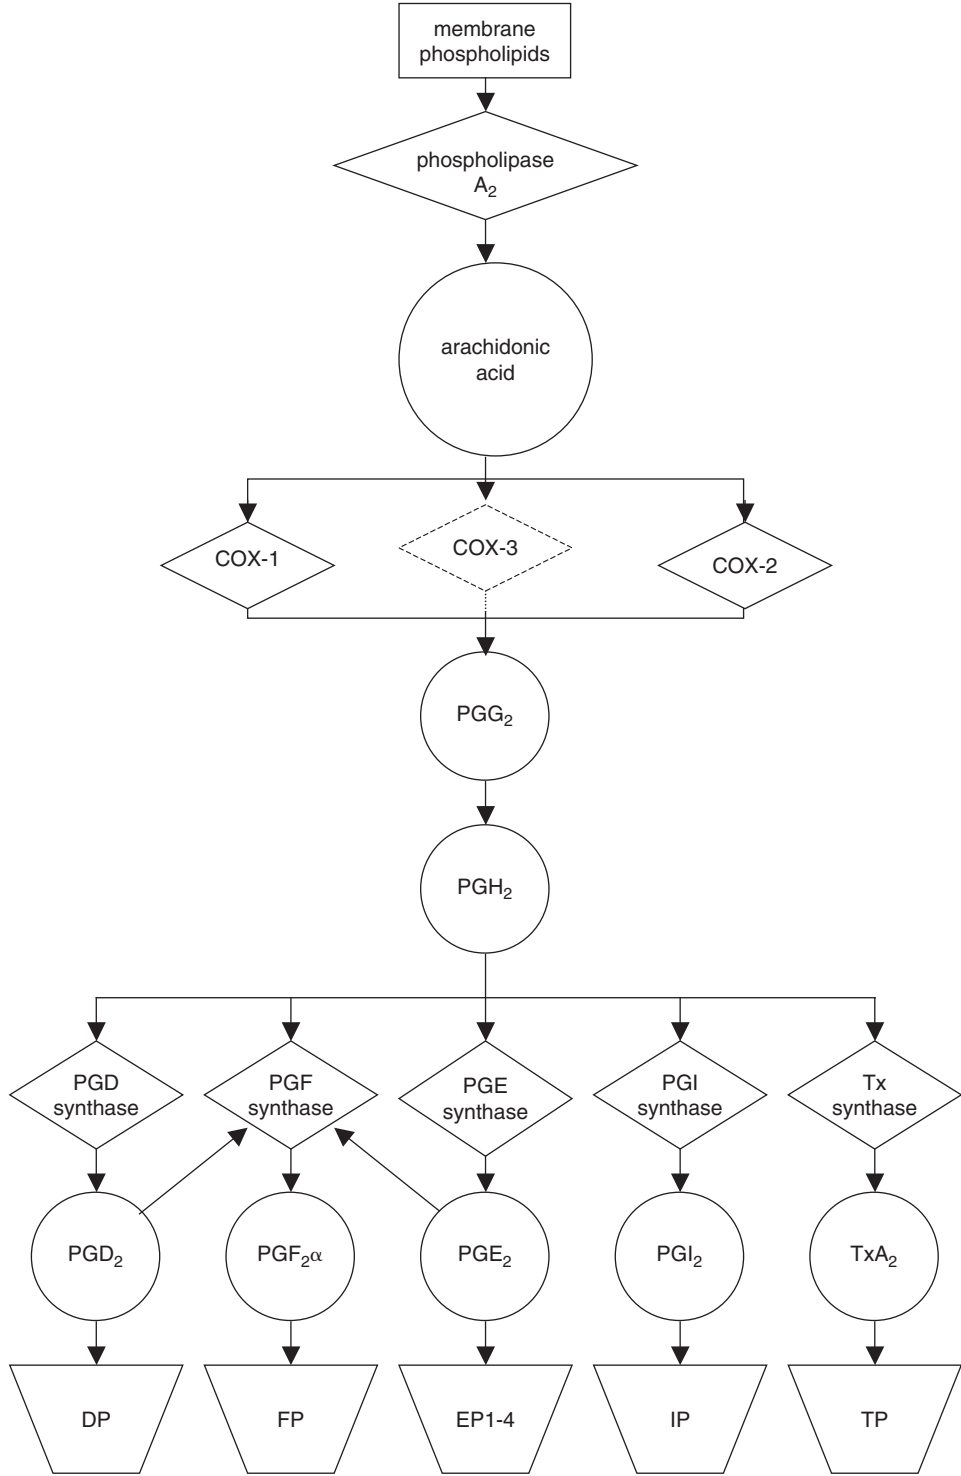 membrane
phospholipids
phospholipase
A₂
arachidonic
acid
COX-1
COX-3
COX-2
PGG₂
PGH₂
PGD
synthase
PGF
synthase
PGE
synthase
PGI
synthase
Tx
synthase
PGD₂
PGF₂α
PGE₂
PGI₂
TxA₂
DP
FP
EP1-4
IP
TP